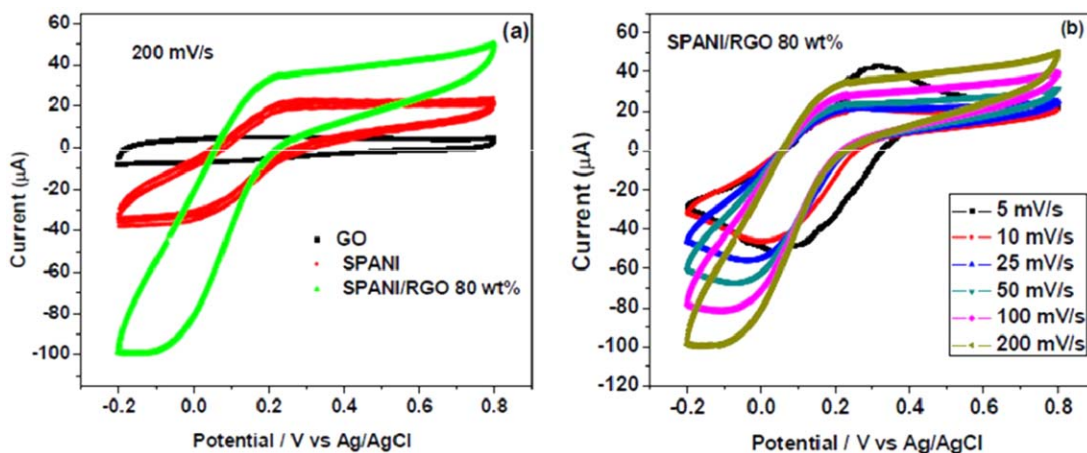 (a)
200 mV/s
60
40
20
0
-20
-40
-60
-80
-100
Current (µA)
GO
SPANI
SPANI/RGO 80 wt%
-0.2 0.0 0.2 0.4 0.6 0.8
Potential / V vs Ag/AgCl
(b)
SPANI/RGO 80 wt%
60
40
20
0
-20
-40
-60
-80
-100
-120
Current (µA)
5 mV/s
10 mV/s
25 mV/s
50 mV/s
100 mV/s
200 mV/s
-0.2 0.0 0.2 0.4 0.6 0.8
Potential / V vs Ag/AgCl